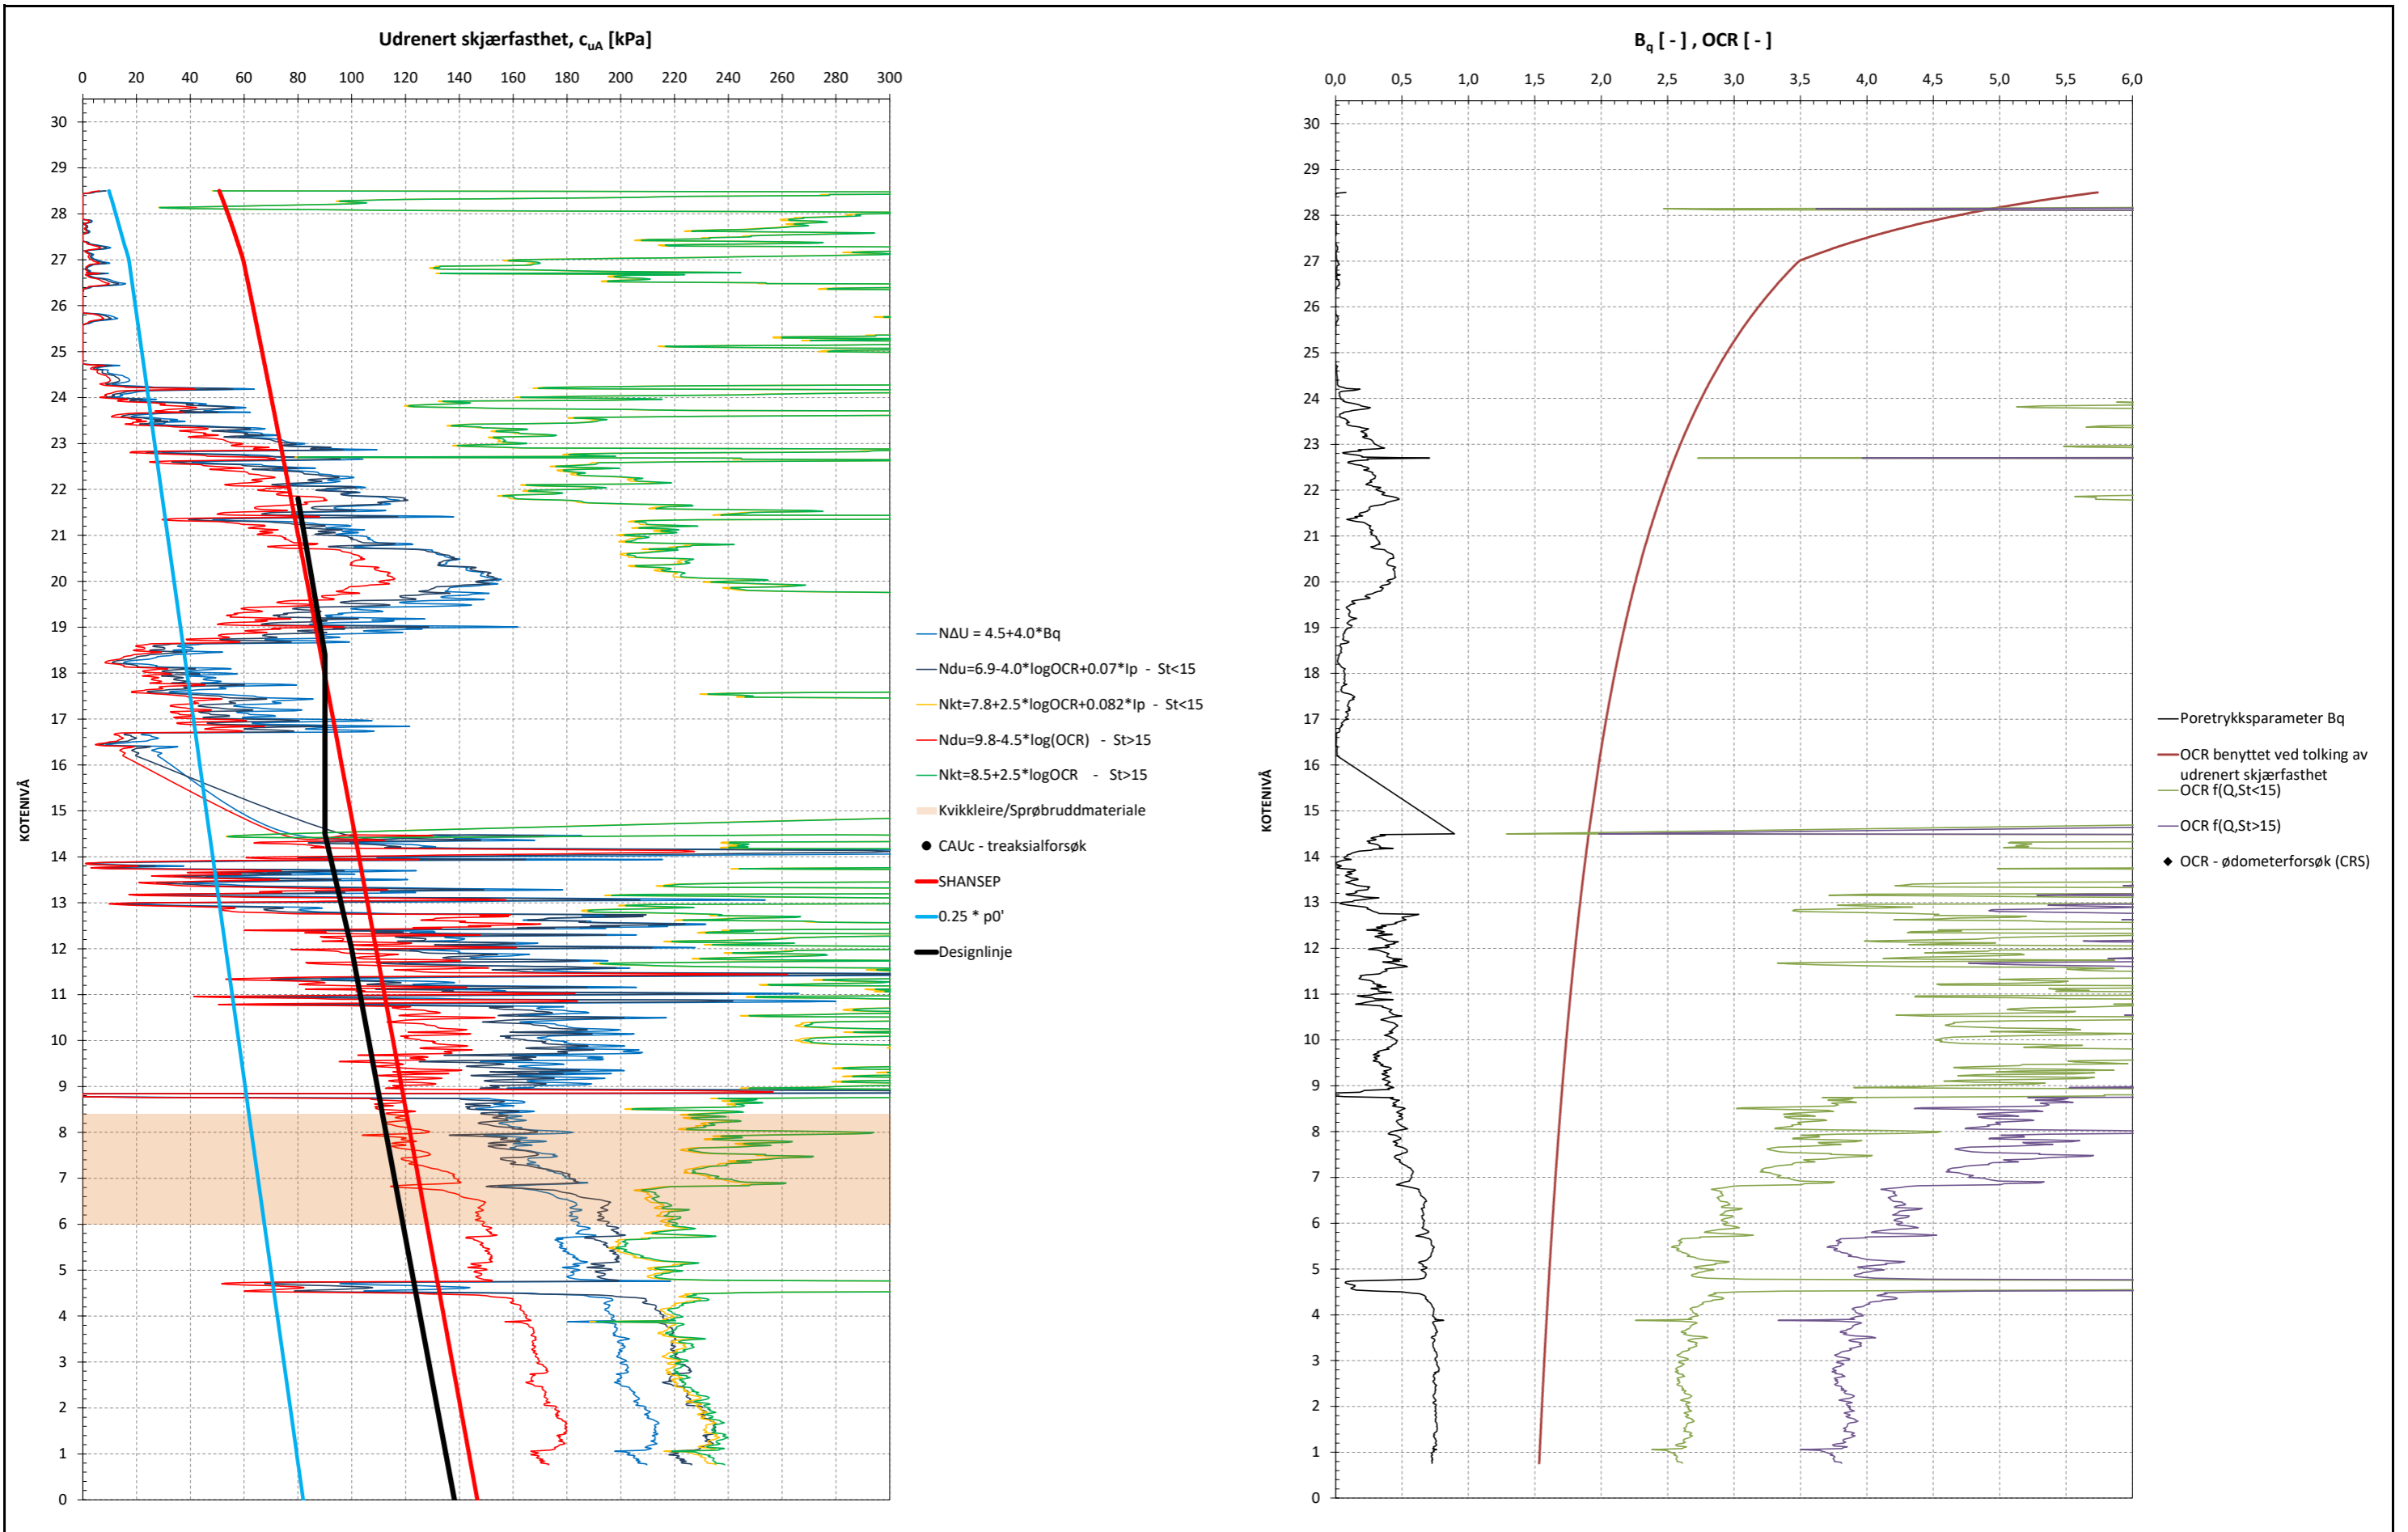 Udrenert skjærfasthet, cuA [kPa]
0 20 40 60 80 100 120 140 160 180 200 220 240 260 280 300
30
29
28
27
26
25
24
23
22
21
20
19
18
17
16
15
14
13
12
11
10
9
8
7
6
5
4
3
2
1
0
KOTENIVÅ
NΔU = 4.5+4.0*Bq
Ndu=6.9-4.0*logOCR+0.07*Ip - St<15
Nkt=7.8+2.5*logOCR+0.082*Ip - St<15
Ndu=9.8-4.5*log(OCR) - St>15
Nkt=8.5+2.5*logOCR - St>15
Kvikkleire/Sprøbruddmateriale
CAUc - treaksialforsøk
SHANSEP
0.25 * p0'
Designlinje
Bq [ - ] , OCR [ - ]
0,0 0,5 1,0 1,5 2,0 2,5 3,0 3,5 4,0 4,5 5,0 5,5 6,0
30
29
28
27
26
25
24
23
22
21
20
19
18
17
16
15
14
13
12
11
10
9
8
7
6
5
4
3
2
1
0
KOTENIVÅ
Poretrykksparameter Bq
OCR benyttet ved tolking av
udrenert skjærfasthet
OCR f(Q,St<15)
OCR f(Q,St>15)
OCR - ødometerforsøk (CRS)